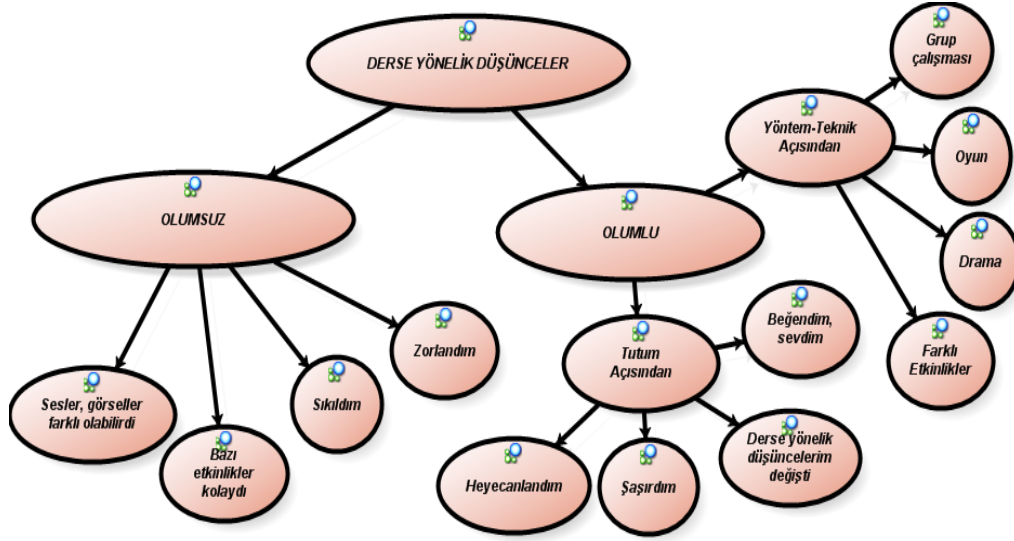 DERSE YÖNELİK DÜŞÜNCELER
OLUMSUZ
Sesler, görseller
farklı olabilirdi
Bazı
etkinlikler
kolaydı
Sıkıldım
Zorlandım
OLUMLU
Yöntem-Teknik
Açısından
Grup
çalışması
Oyun
Drama
Farklı
Etkinlikler
Tutum
Açısından
Beğendim,
sevdim
Heyecanlandım
Şaşırdım
Derse yönelik
düşüncelerim
değişti